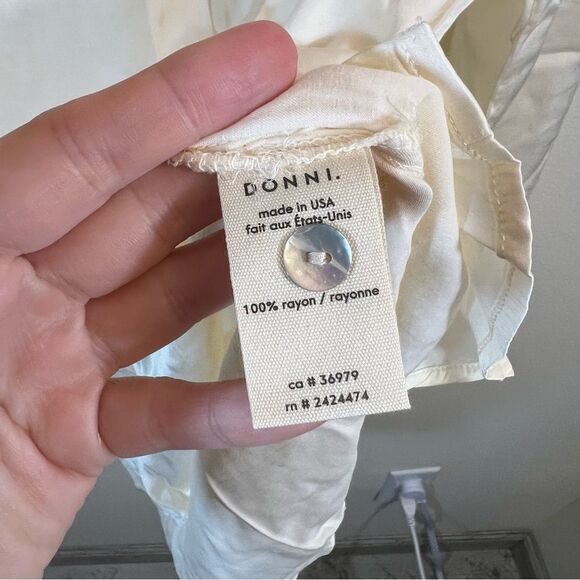 DONNI.
made in USA
fait aux États-Unis
100% rayon / rayonne
ca # 36979
rn # 2424474